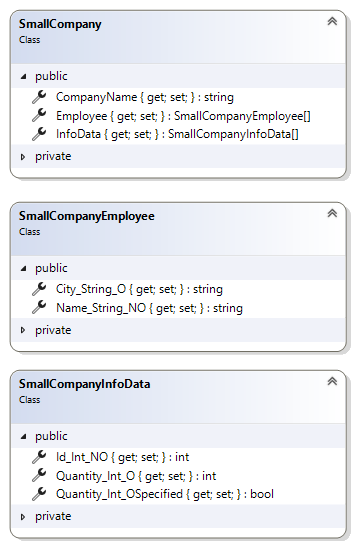 SmallCompany
Class
public
CompanyName { get; set; } : string
Employee { get; set; } : SmallCompanyEmployee[]
InfoData { get; set; } : SmallCompanyInfoData[]
private
SmallCompanyEmployee
Class
public
City_String_O { get; set; } : string
Name_String_NO { get; set; } : string
private
SmallCompanyInfoData
Class
public
Id_Int_NO { get; set; } : int
Quantity_Int_O { get; set; } : int
Quantity_Int_OSpecified { get; set; } : bool
private